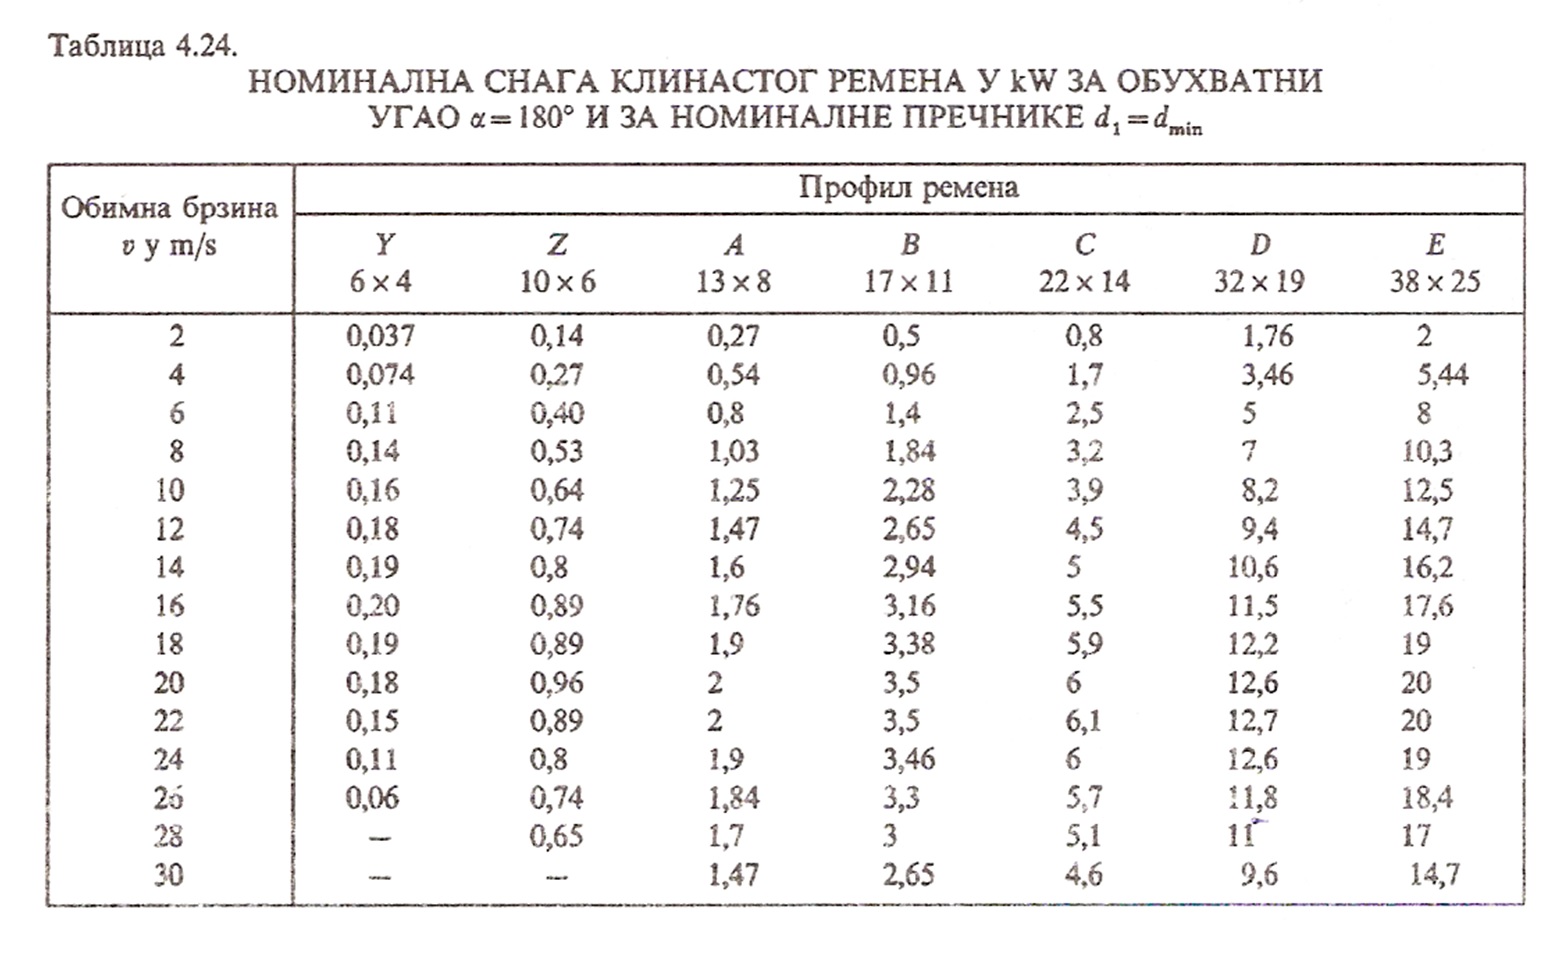 Таблица 4.24.
НОМИНАЛНА СНАГА КЛИНАСТОГ РЕМЕНА У kW ЗА ОБУХВАТНИ
УГАО α=180° И ЗА НОМИНАЛНЕ ПРЕЧНИКЕ d₁=dmin
Обимна брзина v у m/s Профил ремена
Y Z A B C D E
6×4 10×6 13×8 17×11 22×14 32×19 38×25
2 0,037 0,14 0,27 0,5 0,8 1,76 2
4 0,074 0,27 0,54 0,96 1,7 3,46 5,44
6 0,11 0,40 0,8 1,4 2,5 5 8
8 0,14 0,53 1,03 1,84 3,2 7 10,3
10 0,16 0,64 1,25 2,28 3,9 8,2 12,5
12 0,18 0,74 1,47 2,65 4,5 9,4 14,7
14 0,19 0,8 1,6 2,94 5 10,6 16,2
16 0,20 0,89 1,76 3,16 5,5 11,5 17,6
18 0,19 0,89 1,9 3,38 5,9 12,2 19
20 0,18 0,96 2 3,5 6 12,6 20
22 0,15 0,89 2 3,5 6,1 12,7 20
24 0,11 0,8 1,9 3,46 6 12,6 19
26 0,06 0,74 1,84 3,3 5,7 11,8 18,4
28 — 0,65 1,7 3 5,1 11 17
30 — — 1,47 2,65 4,6 9,6 14,7